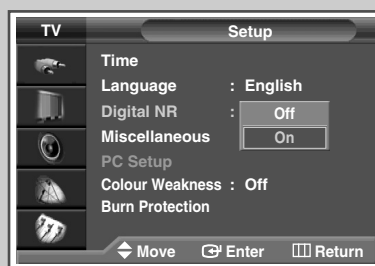 TV Setup
Time
Language : English
Digital NR : Off
Miscellaneous On
PC Setup
Colour Weakness : Off
Burn Protection
Move Enter Return